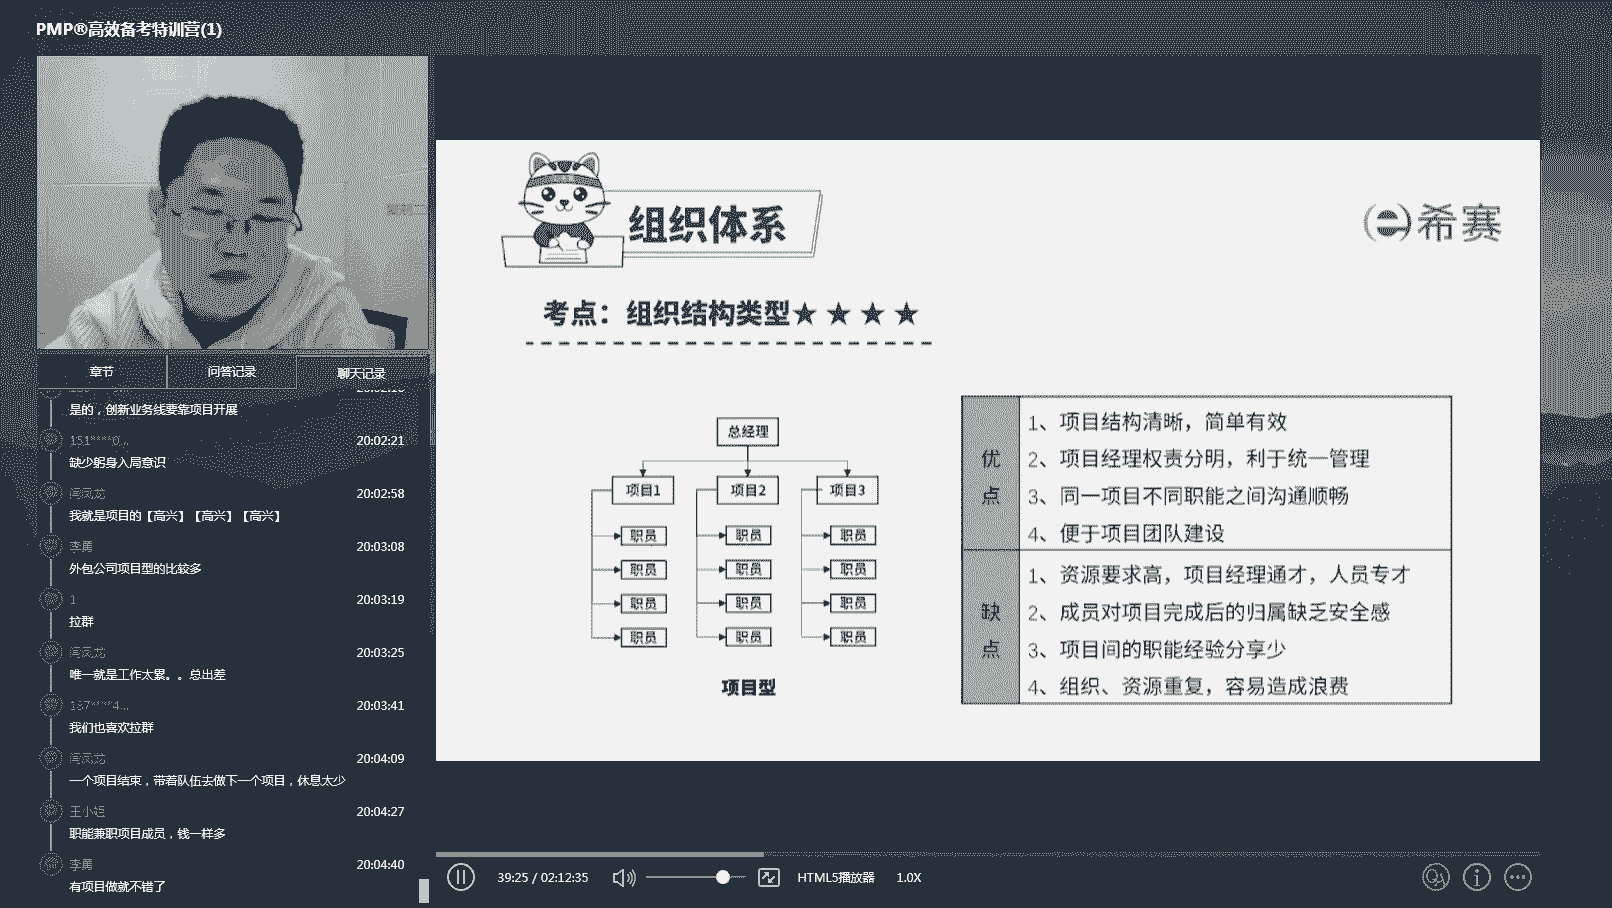 PMP®高效备考特训营(1)
章节
问答记录
聊天记录
是的，创新业务线要靠项目开展
151****0...
20:02:21
缺少躬身入局意识
闫凤龙
20:02:58
我就是项目的【高兴】【高兴】【高兴】
李勇
20:03:08
外包公司项目型的比较多
1
20:03:19
拉群
闫凤龙
20:03:25
唯一就是工作太累。。总出差
187****4...
20:03:41
我们也喜欢拉群
闫凤龙
20:04:09
一个项目结束，带着队伍去做下一个项目，休息太少
20:04:27
职能兼职项目成员，钱一样多
李勇
20:04:40
有项目做就不错了
组织体系
希赛
考点：组织结构类型★★★★
总经理
项目1
项目2
项目3
职员
职员
职员
职员
职员
职员
职员
职员
职员
职员
职员
职员
项目型
优点
1、项目结构清晰，简单有效
2、项目经理权责分明，利于统一管理
3、同一项目不同职能之间沟通顺畅
4、便于项目团队建设
缺点
1、资源要求高，项目经理通才，人员专才
2、成员对项目完成后的归属缺乏安全感
3、项目间的职能经验分享少
4、组织、资源重复，容易造成浪费
39:25 / 02:12:35
HTML5播放器
1.0X